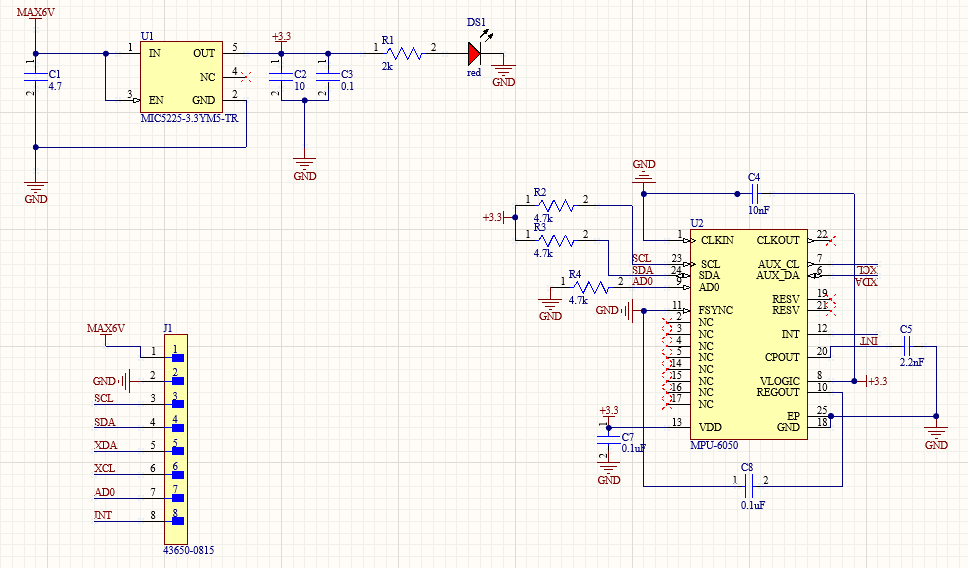 MAX6V
U1
1 IN OUT 5
NC 4
3 EN GND 2
MIC5225-3.3YM5-TR
1
C1
4.7
2
GND
+3.3
1
C2
10
2
1
C3
0.1
2
GND
1 R1 2
2k
DS1
red
GND
GND
C4
10nF
+3.3
1 R2 2
4.7k
1 R3 2
4.7k
R4
1 2
4.7k
GND
GND
SCL
SDA
AD0
U2
1 CLKIN CLKOUT 22
23 SCL AUX_CL 7
24 SDA AUX_DA 6
9 AD0
RESV 19
11 FSYNC RESV 21
2 NC
3 NC INT 12
4 NC
5 NC CPOUT 20
14 NC
15 NC VLOGIC 8
16 NC REGOUT 10
17 NC
EP 25
13 VDD GND 18
MPU-6050
XCL
XDA
INT
C5
2.2nF
+3.3
GND
+3.3
1
C7
0.1uF
2
GND
C8
1 2
0.1uF
MAX6V
J1
1 1
GND 2 2
SCL 3 3
SDA 4 4
XDA 5 5
XCL 6 6
AD0 7 7
INT 8 8
43650-0815